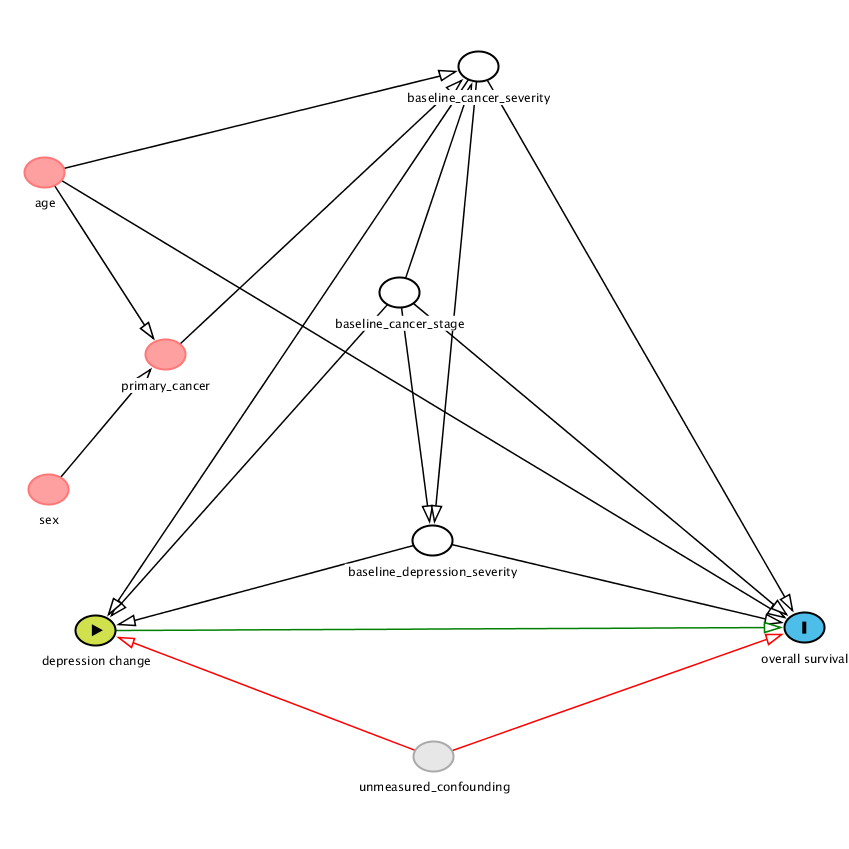 baseline_cancer_severity
age
baseline_cancer_stage
primary_cancer
sex
baseline_depression_severity
depression change
overall survival
unmeasured_confounding